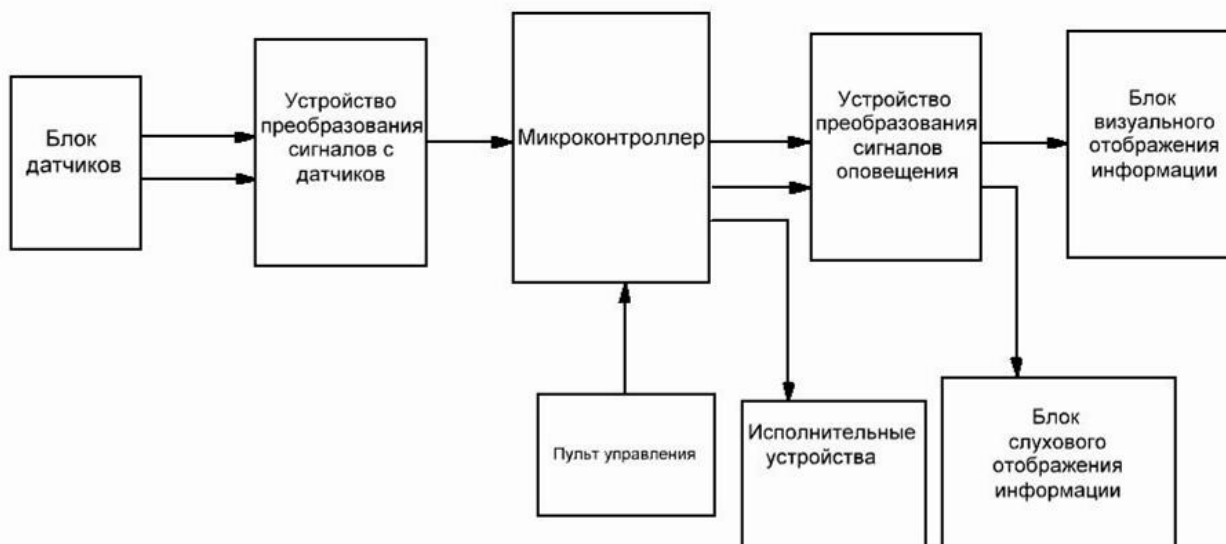 Блок
датчиков
Устройство
преобразования
сигналов с
датчиков
Микроконтроллер
Устройство
преобразования
сигналов
оповещения
Блок
визуального
отображения
информации
Пульт управления
Исполнительные
устройства
Блок
слухового
отображения
информации